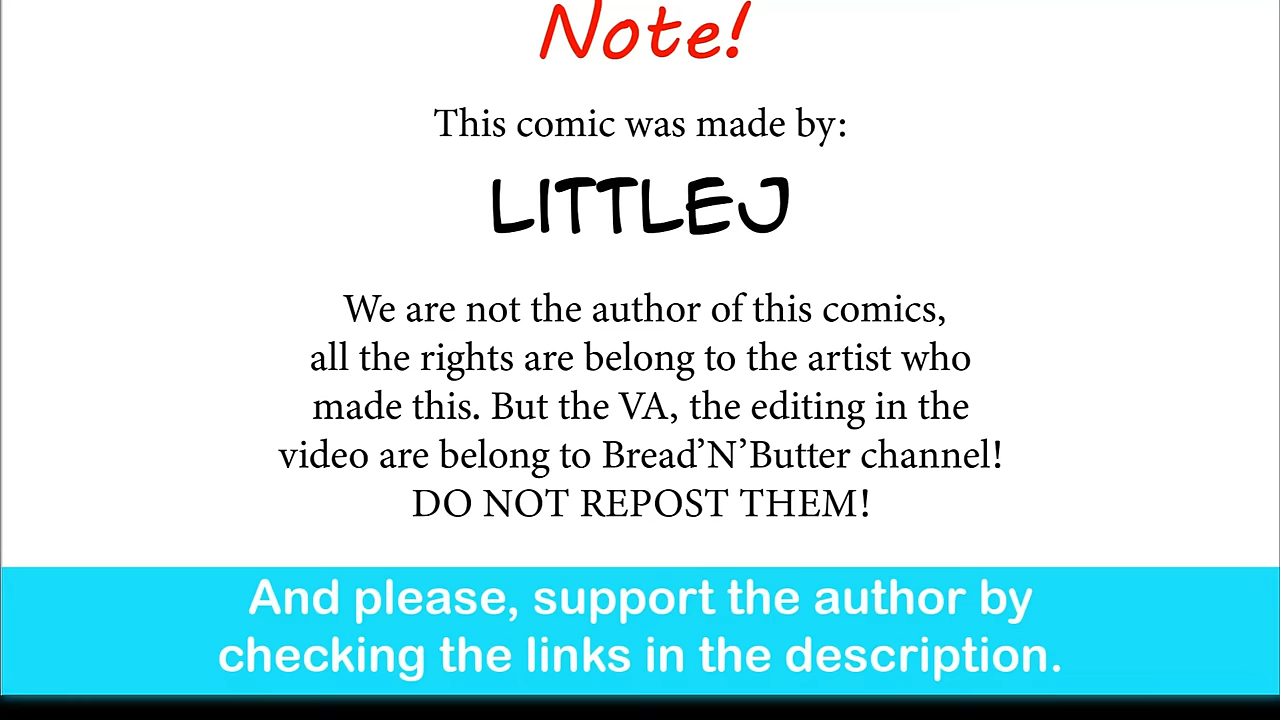 Note!
This comic was made by:
LITTLEJ
We are not the author of this comics,
all the rights are belong to the artist who
made this. But the VA, the editing in the
video are belong to Bread’N’Butter channel!
DO NOT REPOST THEM!
And please, support the author by
checking the links in the description.